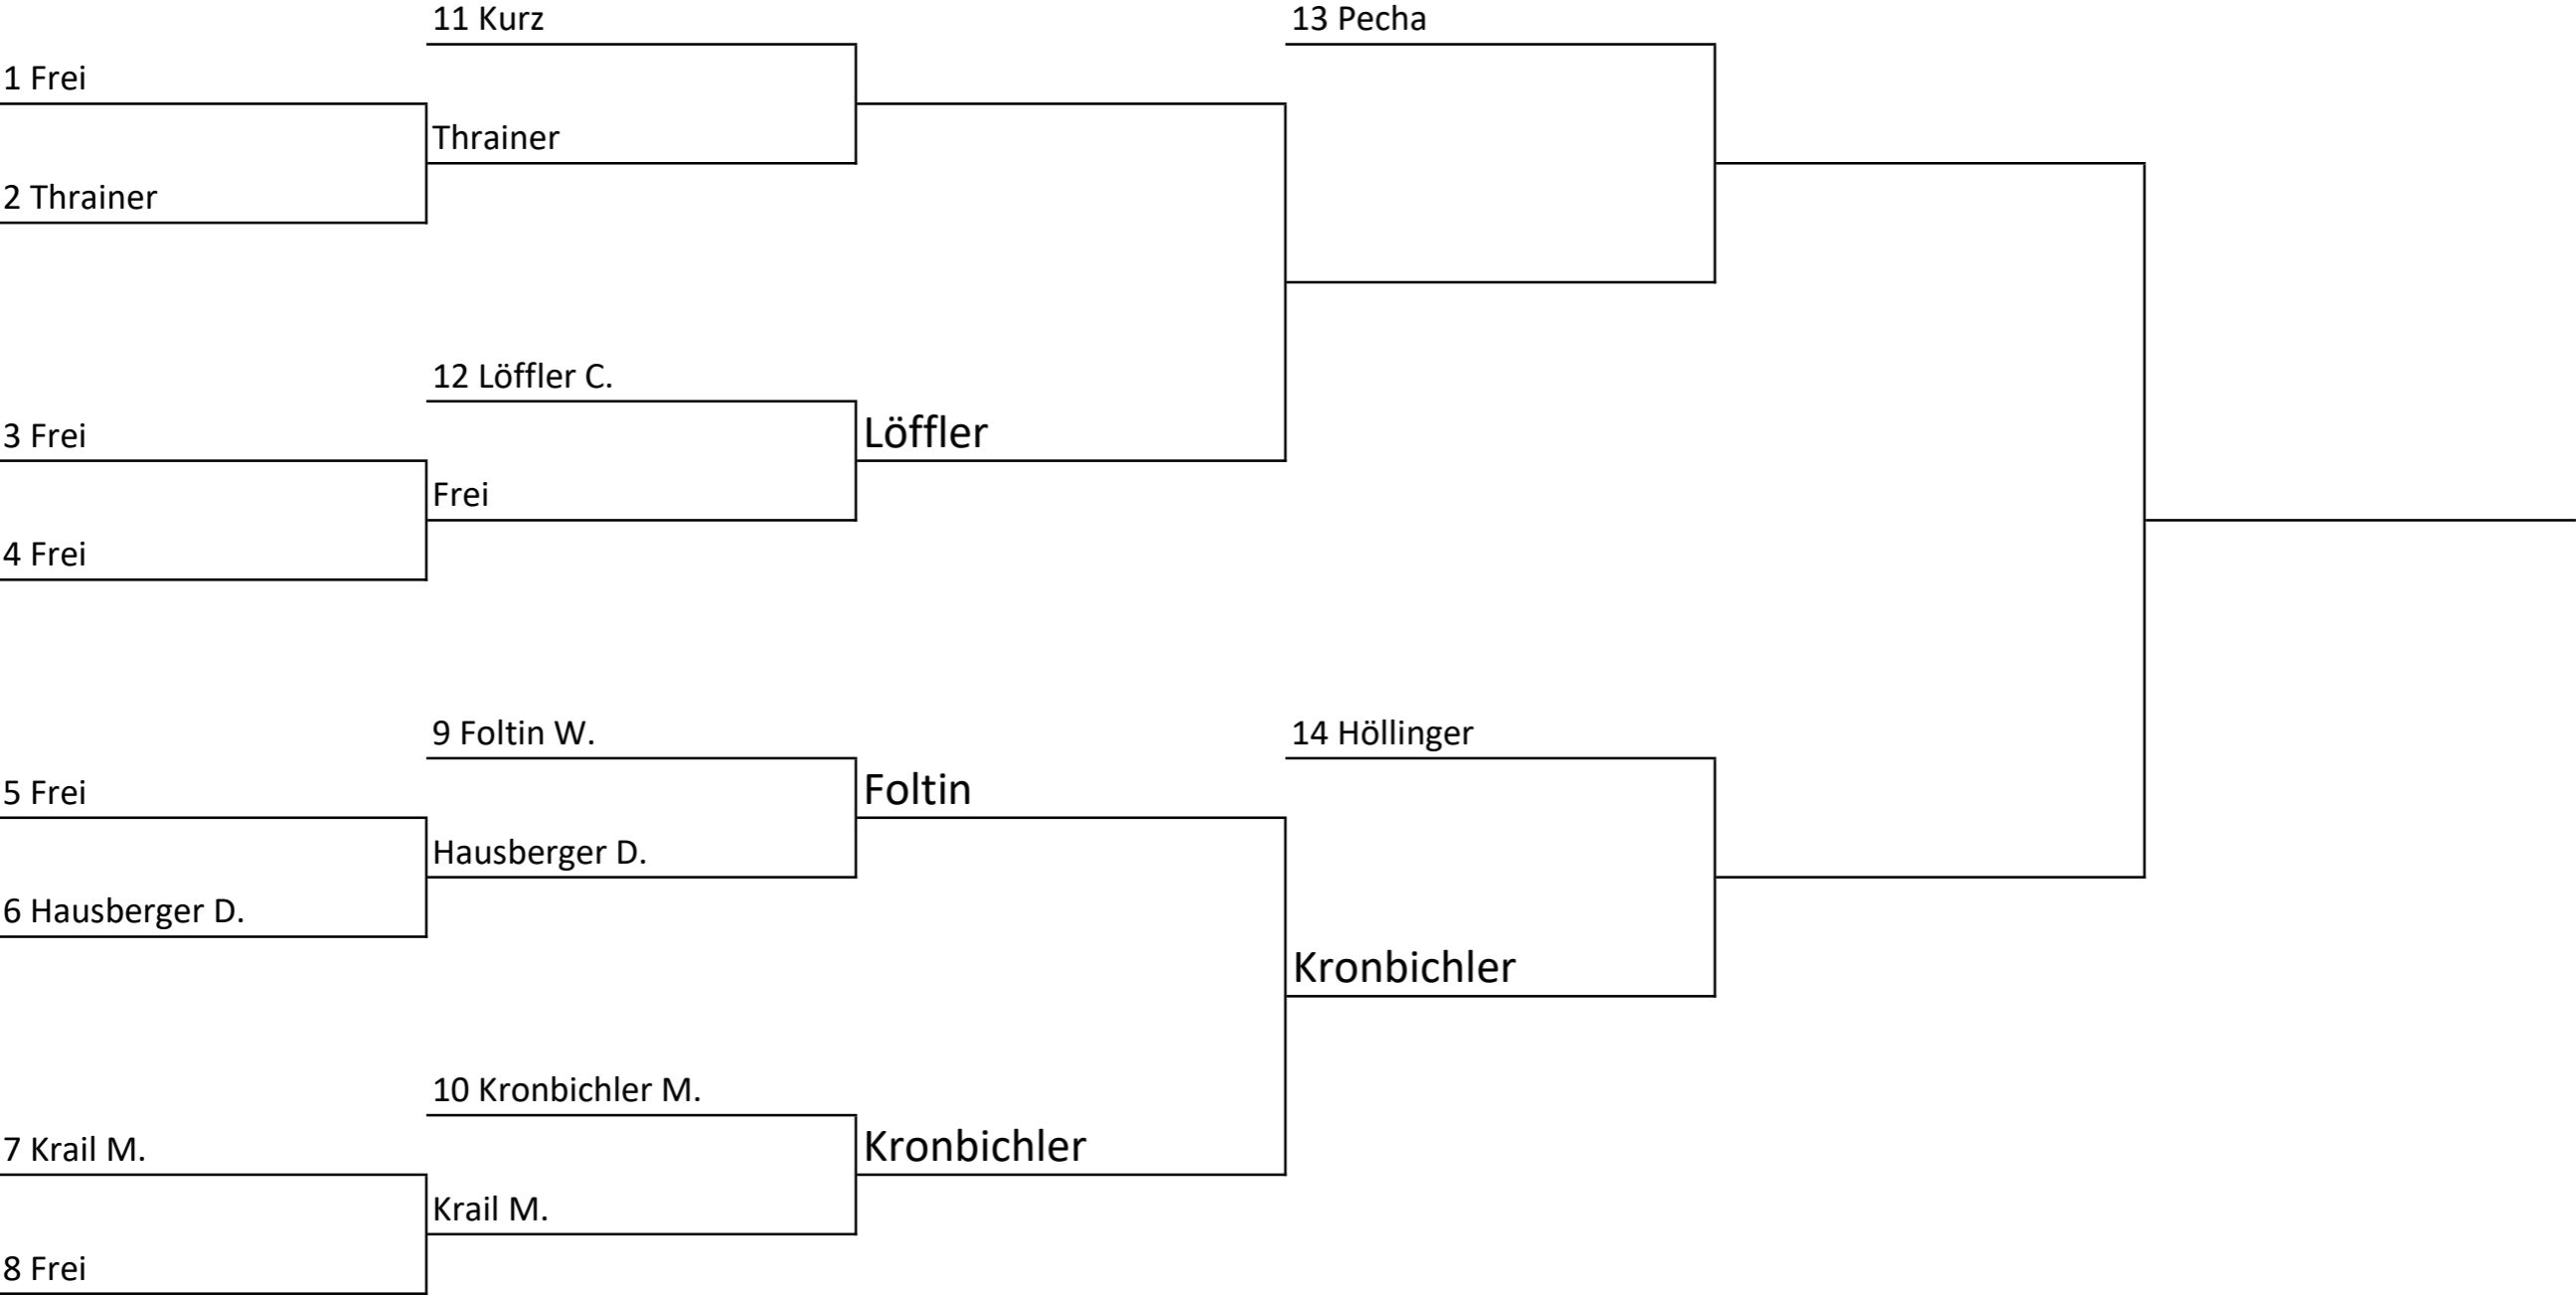 11 Kurz
13 Pecha
1 Frei
Thrainer
2 Thrainer
12 Löffler C.
3 Frei
Löffler
Frei
4 Frei
9 Foltin W.
14 Höllinger
5 Frei
Foltin
Hausberger D.
6 Hausberger D.
Kronbichler
10 Kronbichler M.
7 Krail M.
Kronbichler
Krail M.
8 Frei